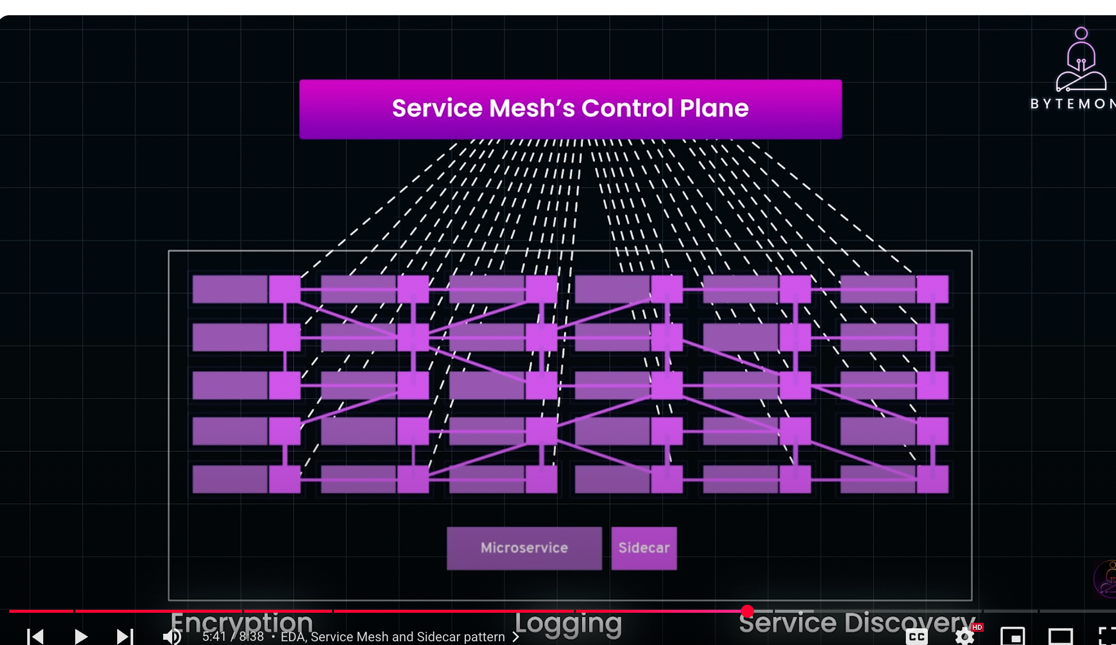 BYTEMON
Service Mesh's Control Plane
Microservice
Sidecar
Encryption
Logging
Service Discovery
5:41 / 8:38 • EDA, Service Mesh and Sidecar pattern
CC
HD